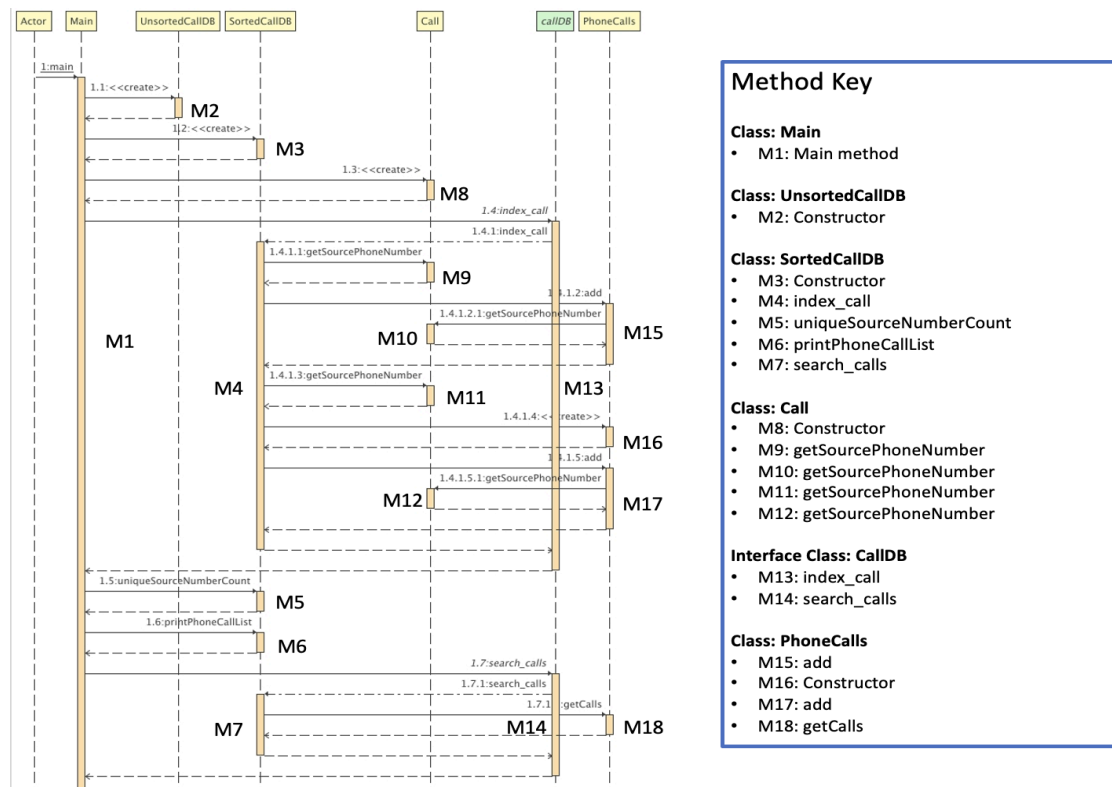 Actor Main UnsortedCallDB SortedCallDB Call callDB PhoneCalls
1:main
1.1:<<create>>
M2
1.2:<<create>>
M3
1.3:<<create>>
M8
1.4:index_call
1.4.1:index_call
1.4.1.1:getSourcePhoneNumber
M9
1.4.1.2:add
1.4.1.2.1:getSourcePhoneNumber
M10
M15
M1
M4
M13
1.4.1.3:getSourcePhoneNumber
M11
1.4.1.4:<<create>>
M16
1.4.1.5:add
1.4.1.5.1:getSourcePhoneNumber
M12
M17
1.5:uniqueSourceNumberCount
M5
1.6:printPhoneCallList
M6
1.7:search_calls
1.7.1:search_calls
getCalls
M7
M14
M18
Method Key
Class: Main
• M1: Main method
Class: UnsortedCallDB
• M2: Constructor
Class: SortedCallDB
• M3: Constructor
• M4: index_call
• M5: uniqueSourceNumberCount
• M6: printPhoneCallList
• M7: search_calls
Class: Call
• M8: Constructor
• M9: getSourcePhoneNumber
• M10: getSourcePhoneNumber
• M11: getSourcePhoneNumber
• M12: getSourcePhoneNumber
Interface Class: CallDB
• M13: index_call
• M14: search_calls
Class: PhoneCalls
• M15: add
• M16: Constructor
• M17: add
• M18: getCalls